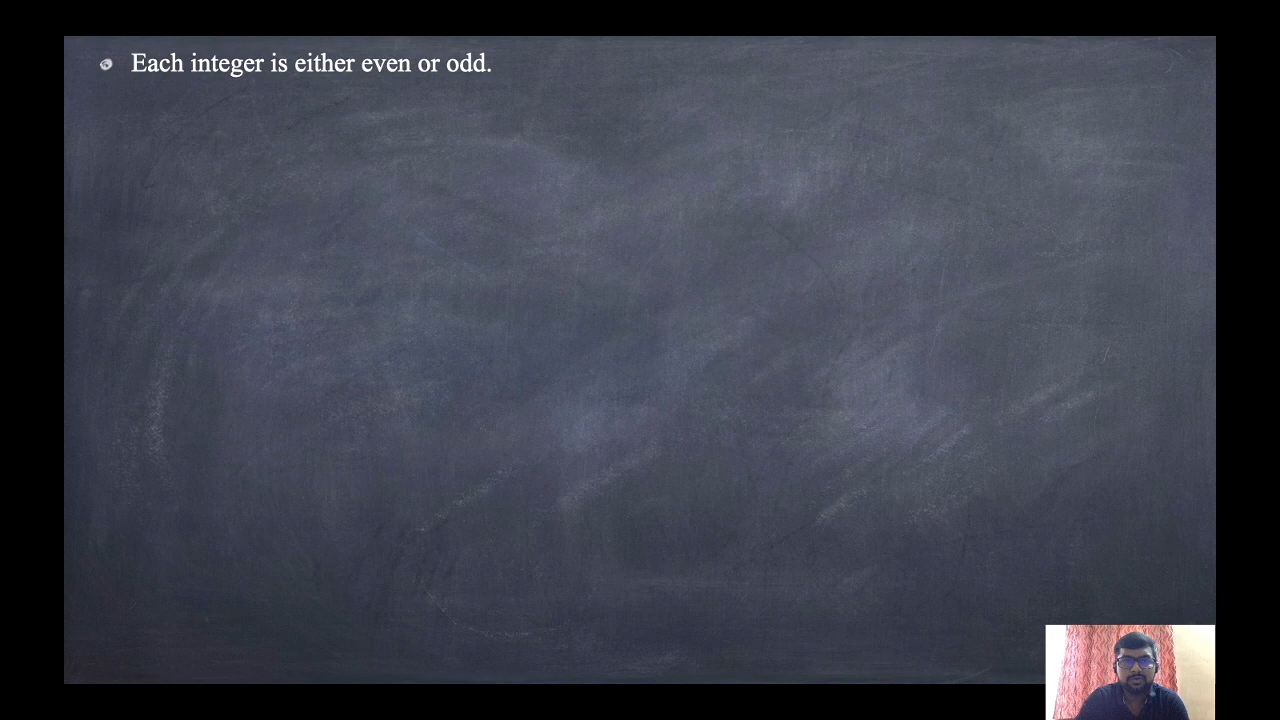 Each integer is either even or odd.